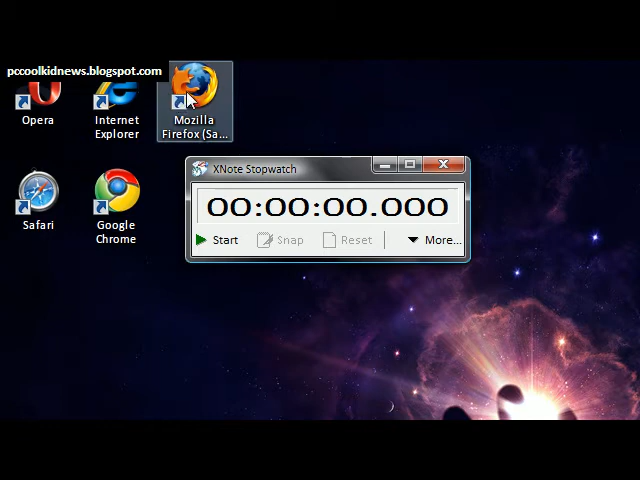 pccoolkidnews.blogspot.com
Opera
Internet
Explorer
Mozilla
Firefox (Sa...
XNote Stopwatch
00:00:00.000
Start
Snap
Reset
More...
Safari
Google
Chrome